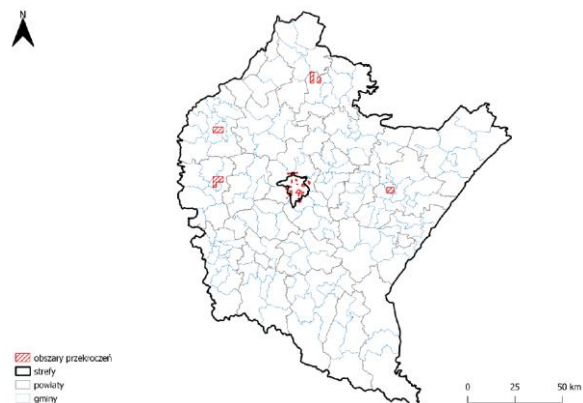 N
obszary przekroczeń
strefy
powiaty
gminy
0 25 50 km